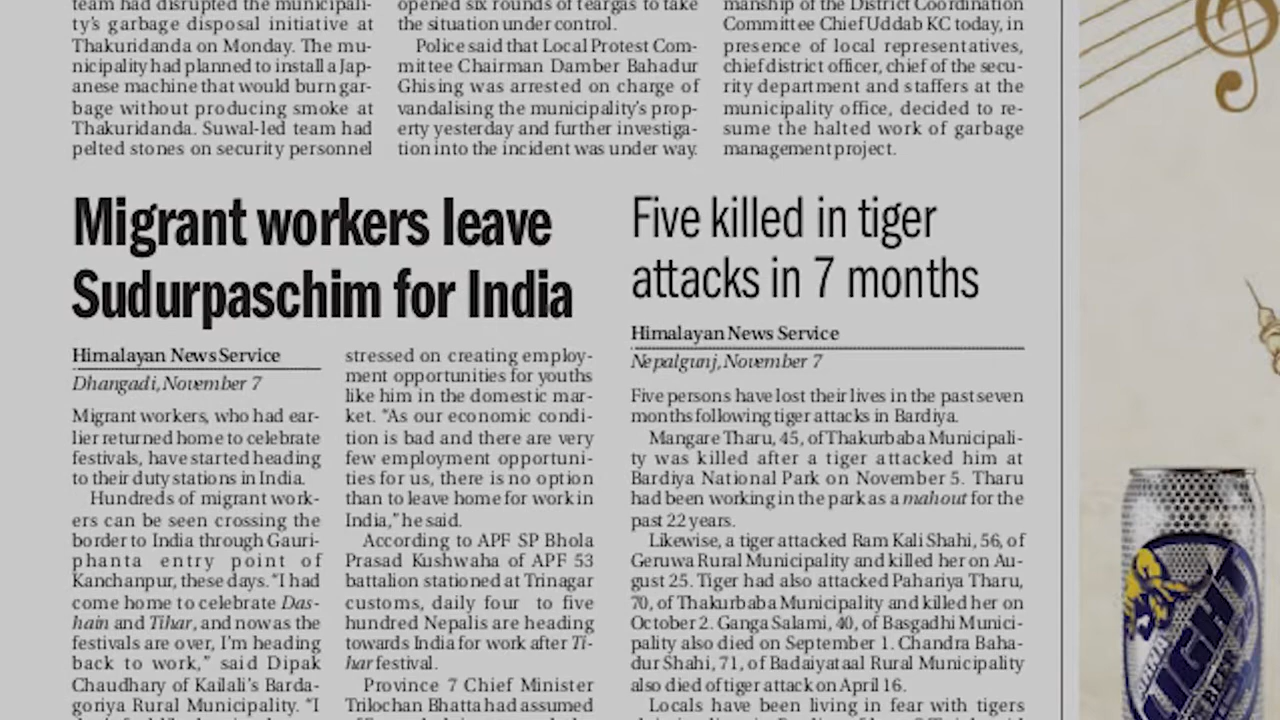 team had disrupted the municipali-
ty's garbage disposal initiative at
Thakuridanda on Monday. The mu-
nicipality had planned to install a Jap-
anese machine that would burn gar-
bage without producing smoke at
Thakuridanda. Suwal-led team had
pelted stones on security personnel
opened six rounds of teargas to take
the situation under control.
Police said that Local Protest Com-
mittee Chairman Damber Bahadur
Ghising was arrested on charge of
vandalising the municipality's prop-
erty yesterday and further investiga-
tion into the incident was under way.
manship of the District Coordination
Committee Chief Uddab KC today, in
presence of local representatives,
chief district officer, chief of the secu-
rity department and staffers at the
municipality office, decided to re-
sume the halted work of garbage
management project.
Migrant workers leave
Sudurpaschim for India
Himalayan News Service
Dhangadi, November 7
Migrant workers, who had ear-
lier returned home to celebrate
festivals, have started heading
to their duty stations in India.
Hundreds of migrant work-
ers can be seen crossing the
border to India through Gauri-
phanta entry point of
Kanchanpur, these days. "I had
come home to celebrate Das-
hain and Tihar, and now as the
festivals are over, I'm heading
back to work," said Dipak
Chaudhary of Kailali's Barda-
goriya Rural Municipality. "I
stressed on creating employ-
ment opportunities for youths
like him in the domestic mar-
ket. "As our economic condi-
tion is bad and there are very
few employment opportuni-
ties for us, there is no option
than to leave home for work in
India," he said.
According to APF SP Bhola
Prasad Kushwaha of APF 53
battalion stationed at Trinagar
customs, daily four to five
hundred Nepalis are heading
towards India for work after Ti-
har festival.
Province 7 Chief Minister
Trilochan Bhatta had assumed
Five killed in tiger
attacks in 7 months
Himalayan News Service
Nepalgunj, November 7
Five persons have lost their lives in the past seven
months following tiger attacks in Bardiya.
Mangare Tharu, 45, of Thakurbaba Municipali-
ty was killed after a tiger attacked him at
Bardiya National Park on November 5. Tharu
had been working in the park as a mahout for the
past 22 years.
Likewise, a tiger attacked Ram Kali Shahi, 56, of
Geruwa Rural Municipality and killed her on Au-
gust 25. Tiger had also attacked Pahariya Tharu,
70, of Thakurbaba Municipality and killed her on
October 2. Ganga Salami, 40, of Basgadhi Munici-
pality also died on September 1. Chandra Baha-
dur Shahi, 71, of Badaiyataal Rural Municipality
also died of tiger attack on April 16.
Locals have been living in fear with tigers